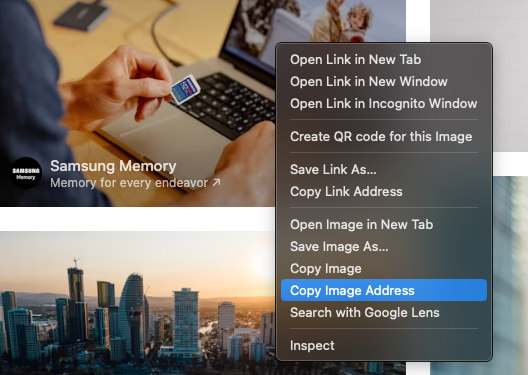 SAMSUNG
Memory
Samsung Memory
Memory for every endeavor ↗
Open Link in New Tab
Open Link in New Window
Open Link in Incognito Window
Create QR code for this Image
Save Link As...
Copy Link Address
Open Image in New Tab
Save Image As...
Copy Image
Copy Image Address
Search with Google Lens
Inspect